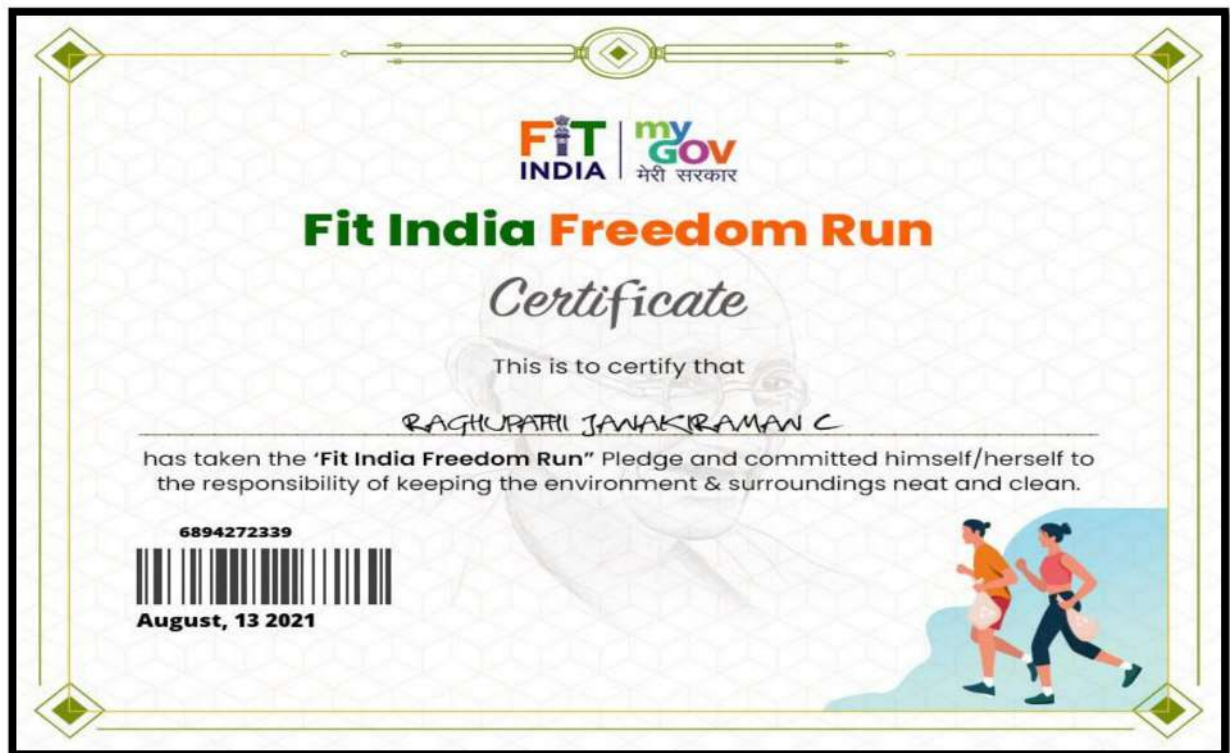 FiT INDIA
my GOV मेरी सरकार
Fit India Freedom Run
Certificate
This is to certify that
RAGHUPATHI JANAKIRAMAN C
has taken the ‘Fit India Freedom Run” Pledge and committed himself/herself to
the responsibility of keeping the environment & surroundings neat and clean.
6894272339
August, 13 2021